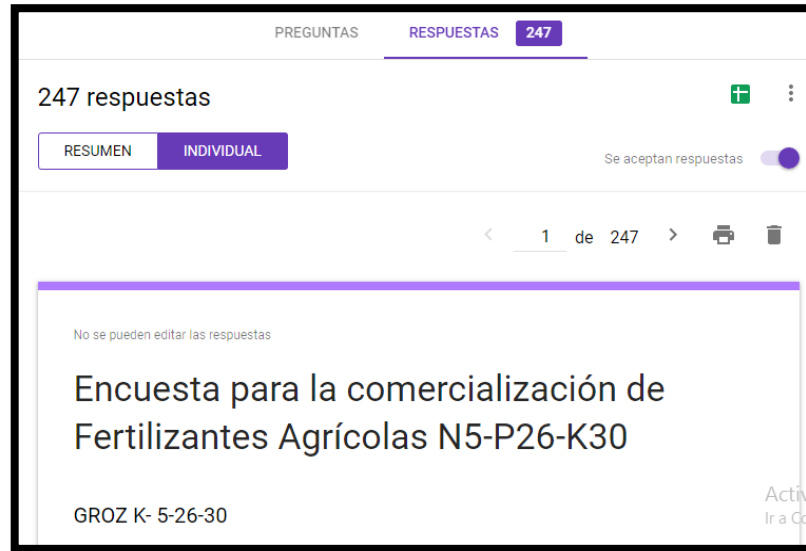 PREGUNTAS RESPUESTAS 247
247 respuestas
RESUMEN INDIVIDUAL
Se aceptan respuestas
1 de 247
No se pueden editar las respuestas
Encuesta para la comercialización de
Fertilizantes Agrícolas N5-P26-K30
GROZ K- 5-26-30
Ir a